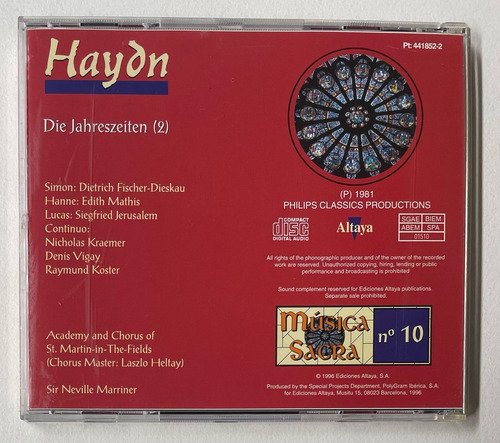 Haydn
Pt: 441852-2
Die Jahreszeiten (2)
Simon: Dietrich Fischer-Dieskau
Hanne: Edith Mathis
Lucas: Siegfried Jerusalem
Continuo:
Nicholas Kraemer
Denis Vigay
Raymund Koster
Academy and Chorus of
St. Martin-in-The-Fields
(Chorus Master: Laszlo Heltay)
Sir Neville Marriner
(P) 1981
PHILIPS CLASSICS PRODUCTIONS
COMPACT
disc
DIGITAL AUDIO
Altaya
SGAE BIEM
ABEM SPA
01510
All rights of the phonographic producer and of the owner of the recorded
work are reserved. Unauthorized copying, hiring, lending or public
performance and broadcasting is prohibited.
Sound complement reserved for Ediciones Altaya publications.
Separate sale prohibited.
Música
Sacra
nº 10
© 1996 Ediciones Altaya, S.A.
Produced by the Special Projects Department. PolyGram Ibérica, S.A.
for Ediciones Altaya, Musitu 15, 08023 Barcelona, 1996